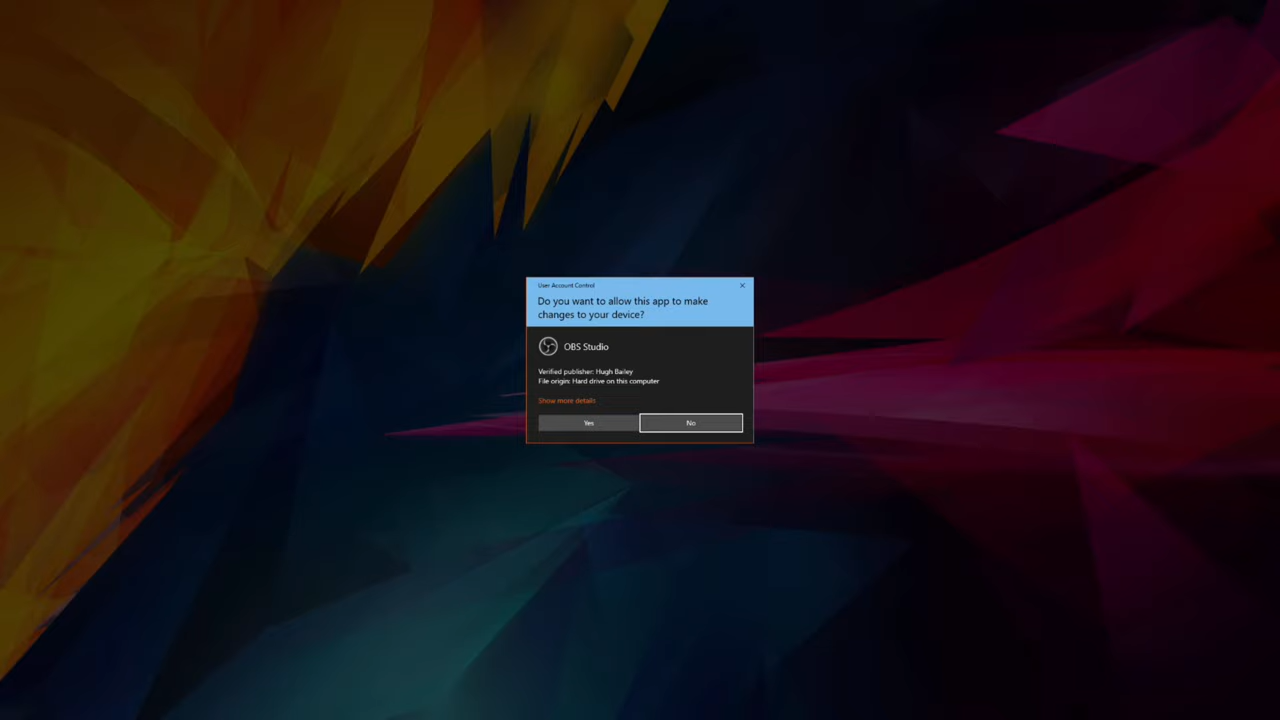 User Account Control
Do you want to allow this app to make
changes to your device?
OBS Studio
Verified publisher: Hugh Bailey
File origin: Hard drive on this computer
Show more details
Yes
No